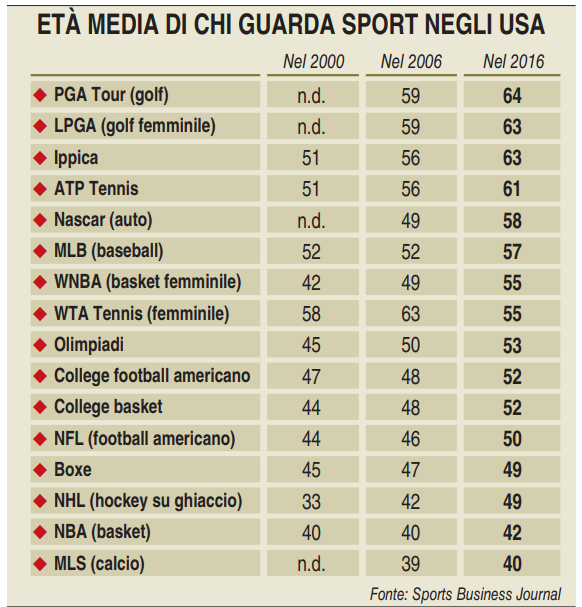 ETÀ MEDIA DI CHI GUARDA SPORT NEGLI USA
Nel 2000 Nel 2006 Nel 2016
PGA Tour (golf) n.d. 59 64
LPGA (golf femminile) n.d. 59 63
Ippica 51 56 63
ATP Tennis 51 56 61
Nascar (auto) n.d. 49 58
MLB (baseball) 52 52 57
WNBA (basket femminile) 42 49 55
WTA Tennis (femminile) 58 63 55
Olimpiadi 45 50 53
College football americano 47 48 52
College basket 44 48 52
NFL (football americano) 44 46 50
Boxe 45 47 49
NHL (hockey su ghiaccio) 33 42 49
NBA (basket) 40 40 42
MLS (calcio) n.d. 39 40
Fonte: Sports Business Journal